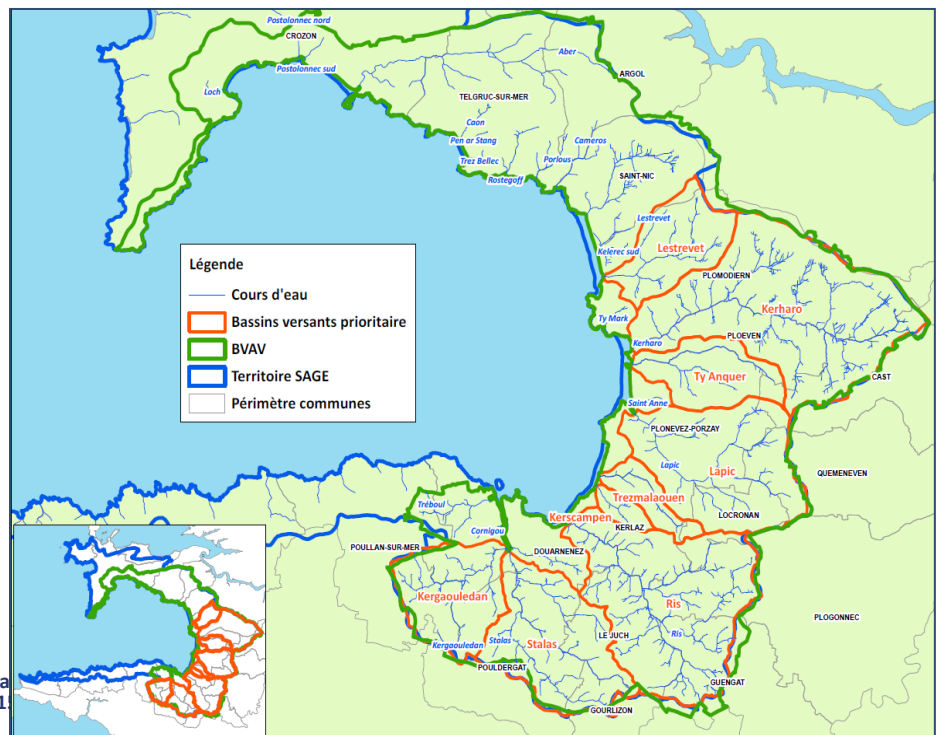 Postolonnec nord
CROZON
Postolonnec sud
Loch
Aber
ARGOL
TELGRUC-SUR-MER
Caon
Pen ar Stang
Trez Bellec
Rostegoff
Porlous
Cameros
SAINT-NIC
Lestrevet
Lestrevet
Kelerec sud
PLOMODIERN
Kerharo
Ty Mark
Kerharo
PLOEVEN
Ty Anquer
CAST
Saint Anne
PLONEVEZ-PORZAY
Lapic
Lapic
QUEMENEVEN
Trezmalaouen
LOCRONAN
Kerscampen
KERLAZ
Légende
Cours d'eau
Bassins versants prioritaire
BVAV
Territoire SAGE
Périmètre communes
Tréboul
Cornigou
POULLAN-SUR-MER
DOUARNENEZ
Kergaouledan
Ris
PLOGONNEC
LE JUCH
Ris
Stalas
Stalas
Kergaouledan
POULDERGAT
GUENGAT
GOURLIZON
a